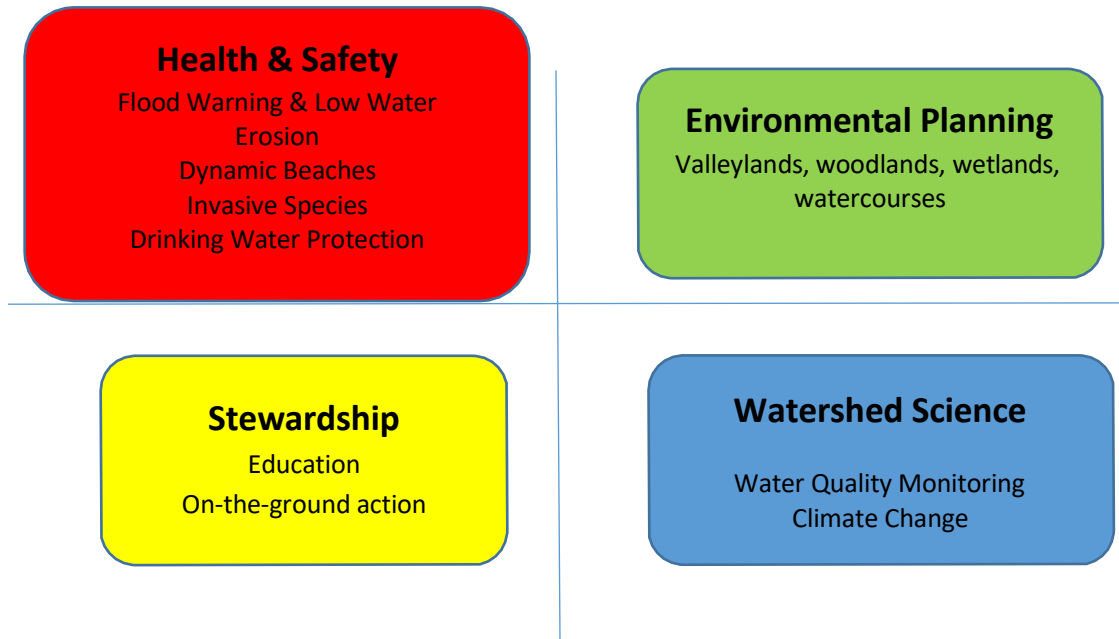 Health & Safety
Flood Warning & Low Water
Erosion
Dynamic Beaches
Invasive Species
Drinking Water Protection
Environmental Planning
Valleylands, woodlands, wetlands,
watercourses
Stewardship
Education
On-the-ground action
Watershed Science
Water Quality Monitoring
Climate Change